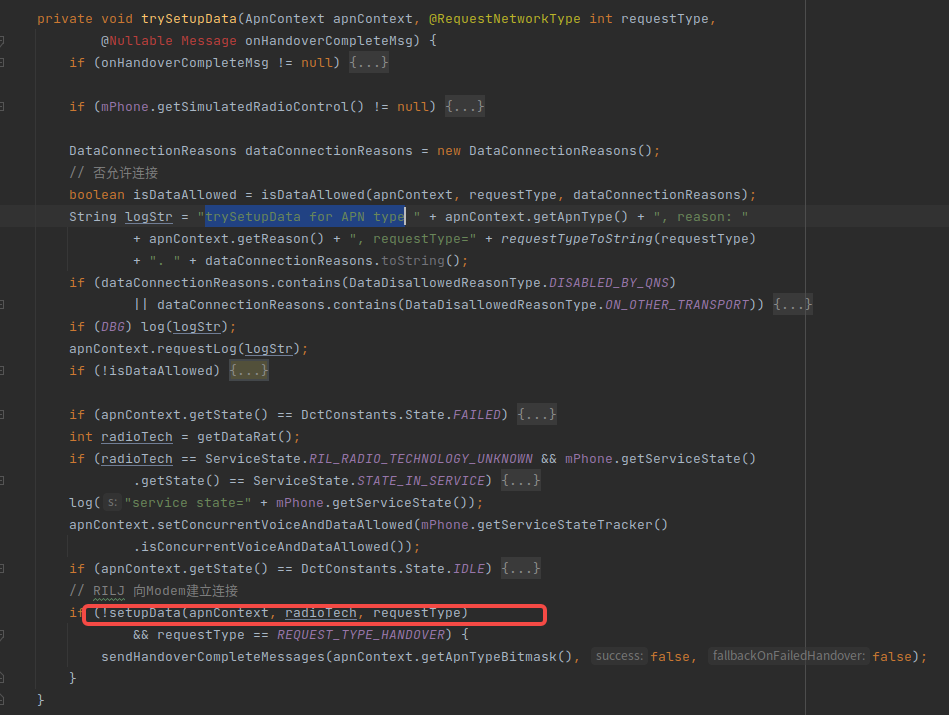 private void trySetupData(ApnContext apnContext, @RequestNetworkType int requestType,
@Nullable Message onHandoverCompleteMsg) {
if (onHandoverCompleteMsg != null) {...}
if (mPhone.getSimulatedRadioControl() != null) {...}
DataConnectionReasons dataConnectionReasons = new DataConnectionReasons();
// 否允许连接
boolean isDataAllowed = isDataAllowed(apnContext, requestType, dataConnectionReasons);
String logStr = "trySetupData for APN type " + apnContext.getApnType() + ", reason: "
+ apnContext.getReason() + ", requestType=" + requestTypeToString(requestType)
+ ". " + dataConnectionReasons.toString();
if (dataConnectionReasons.contains(DataDisallowedReasonType.DISABLED_BY_QNS)
|| dataConnectionReasons.contains(DataDisallowedReasonType.ON_OTHER_TRANSPORT)) {...}
if (DBG) log(logStr);
apnContext.requestLog(logStr);
if (!isDataAllowed) {...}
if (apnContext.getState() == DctConstants.State.FAILED) {...}
int radioTech = getDataRat();
if (radioTech == ServiceState.RIL_RADIO_TECHNOLOGY_UNKNOWN && mPhone.getServiceState()
.getState() == ServiceState.STATE_IN_SERVICE) {...}
log( s: "service state=" + mPhone.getServiceState());
apnContext.setConcurrentVoiceAndDataAllowed(mPhone.getServiceStateTracker()
.isConcurrentVoiceAndDataAllowed());
if (apnContext.getState() == DctConstants.State.IDLE) {...}
// RILJ 向Modem建立连接
if (!setupData(apnContext, radioTech, requestType)
&& requestType == REQUEST_TYPE_HANDOVER) {
sendHandoverCompleteMessages(apnContext.getApnTypeBitmask(), success: false, fallbackOnFailedHandover: false);
}
}